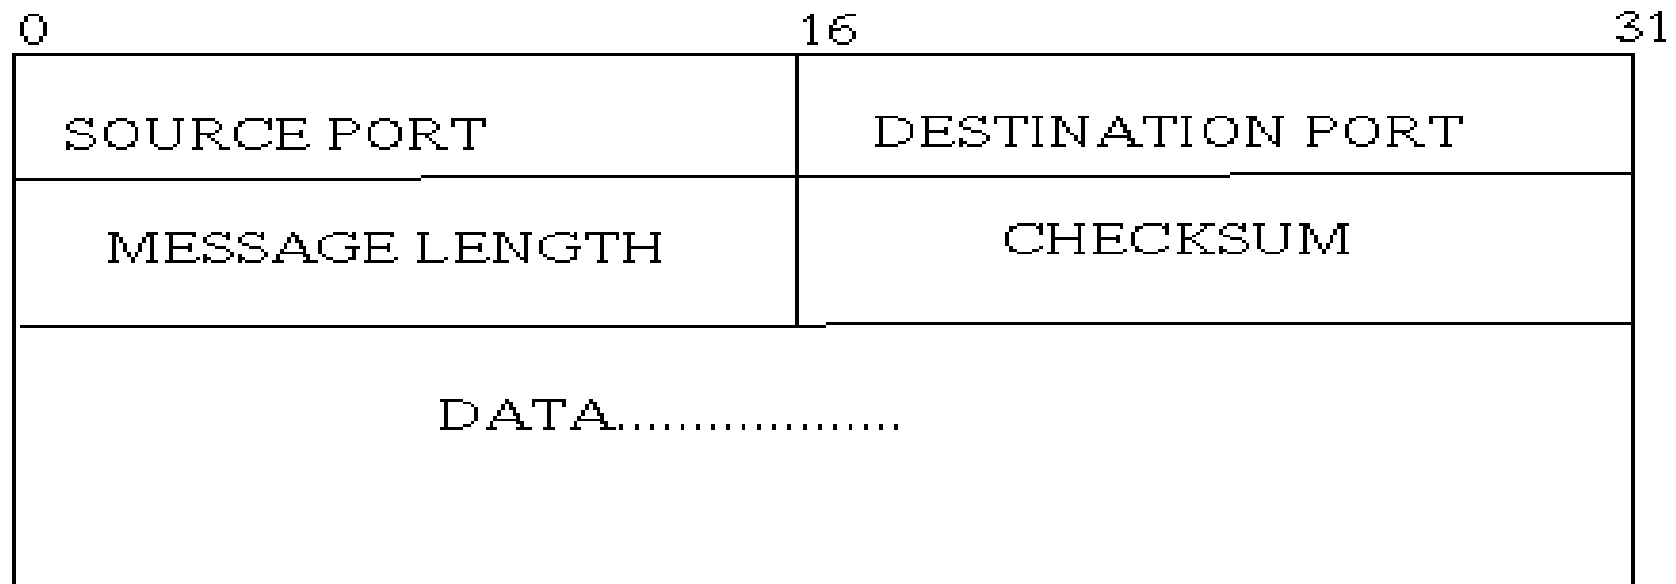 0 16 31
SOURCE PORT DESTINATION PORT
MESSAGE LENGTH CHECKSUM
DATA...................